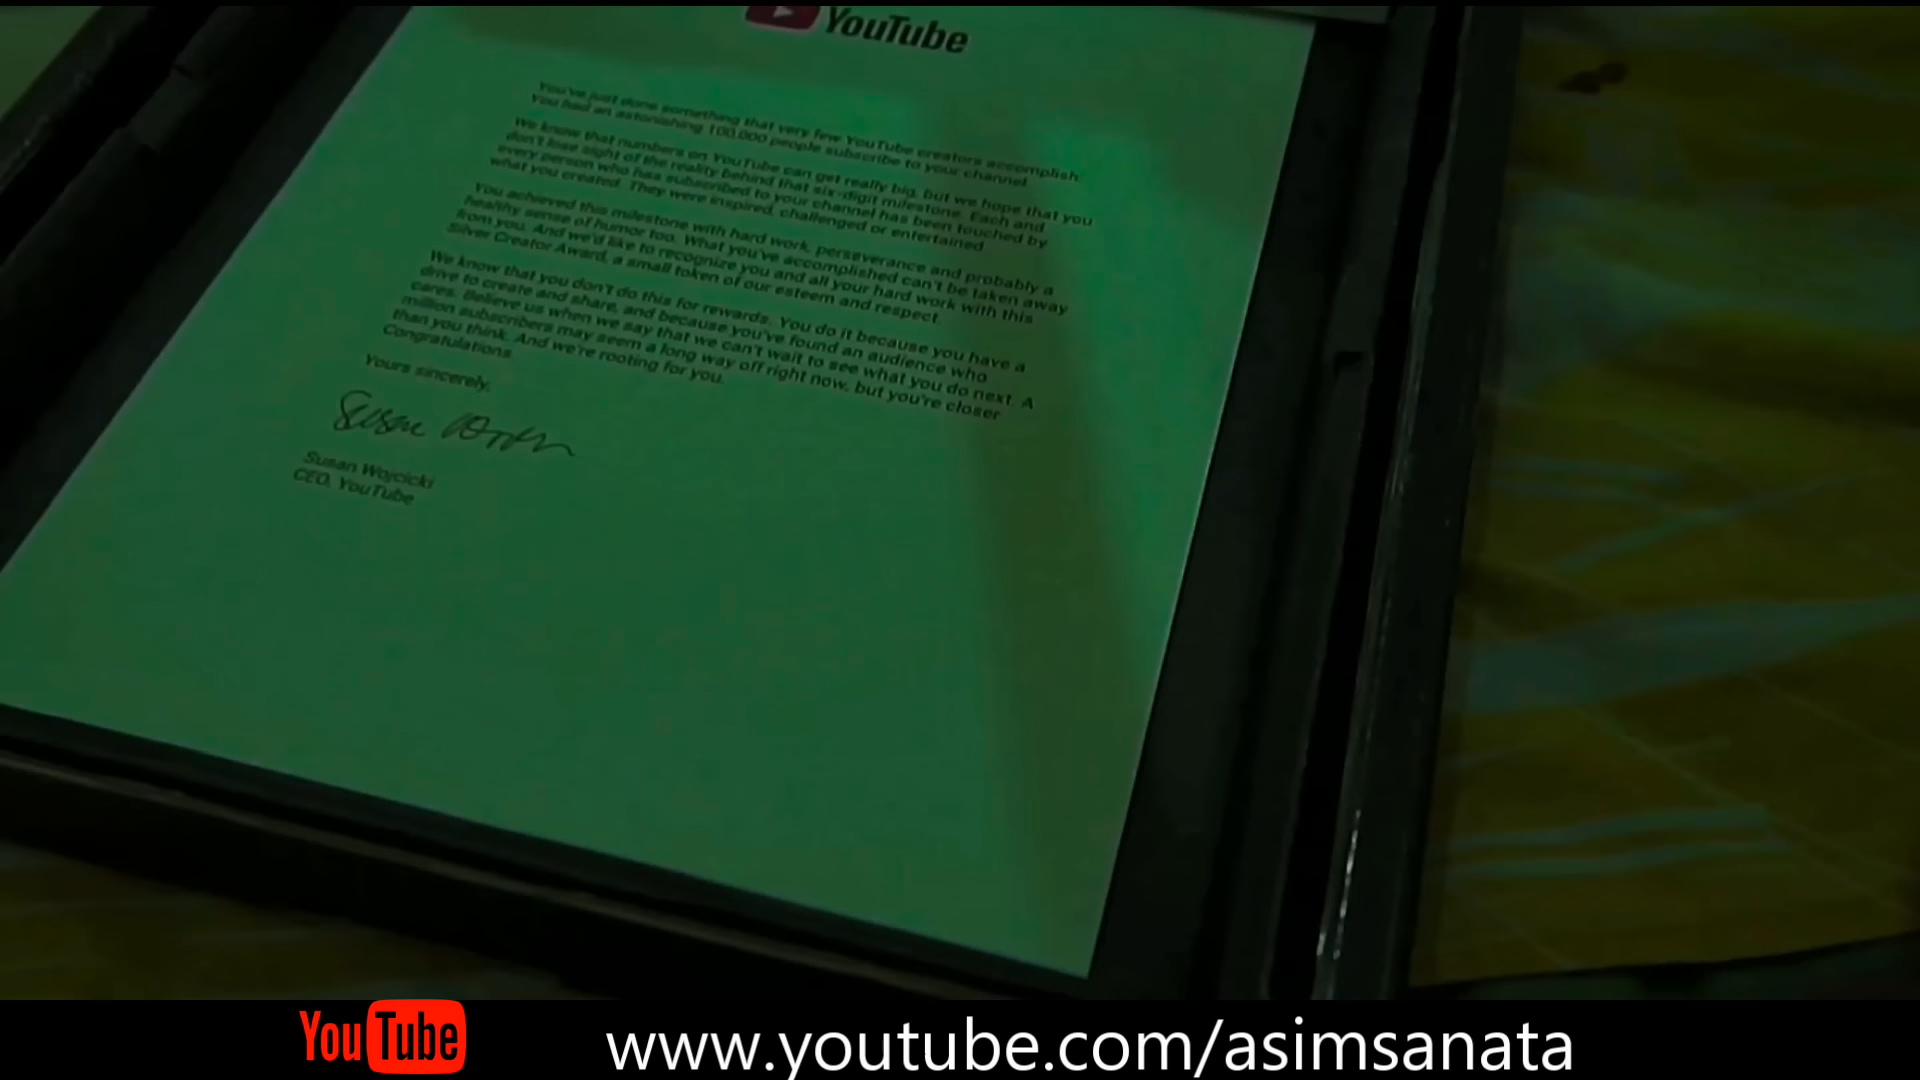 YouTube
You've just done something that very few YouTube creators accomplish.
You had an astonishing 100,000 people subscribe to your channel.
We know that numbers on YouTube can get really big, but we hope that you
don't lose sight of the reality behind that six-digit milestone. Each and
every person who has subscribed to your channel has been touched by
what you created. They were inspired, challenged or entertained
You achieved this milestone with hard work, perseverance and probably a
healthy sense of humor too. What you've accomplished can't be taken away
from you. And we'd like to recognize you and all your hard work with this
Silver Creator Award, a small token of our esteem and respect.
We know that you don't do this for rewards. You do it because you have a
drive to create and share, and because you've found an audience who
cares. Believe us when we say that we can't wait to see what you do next. A
million subscribers may seem a long way off right now, but you're closer
than you think. And we're rooting for you.
Congratulations.
Yours sincerely,
Susan Wojcicki
CEO, YouTube
YouTube www.youtube.com/asimsanata